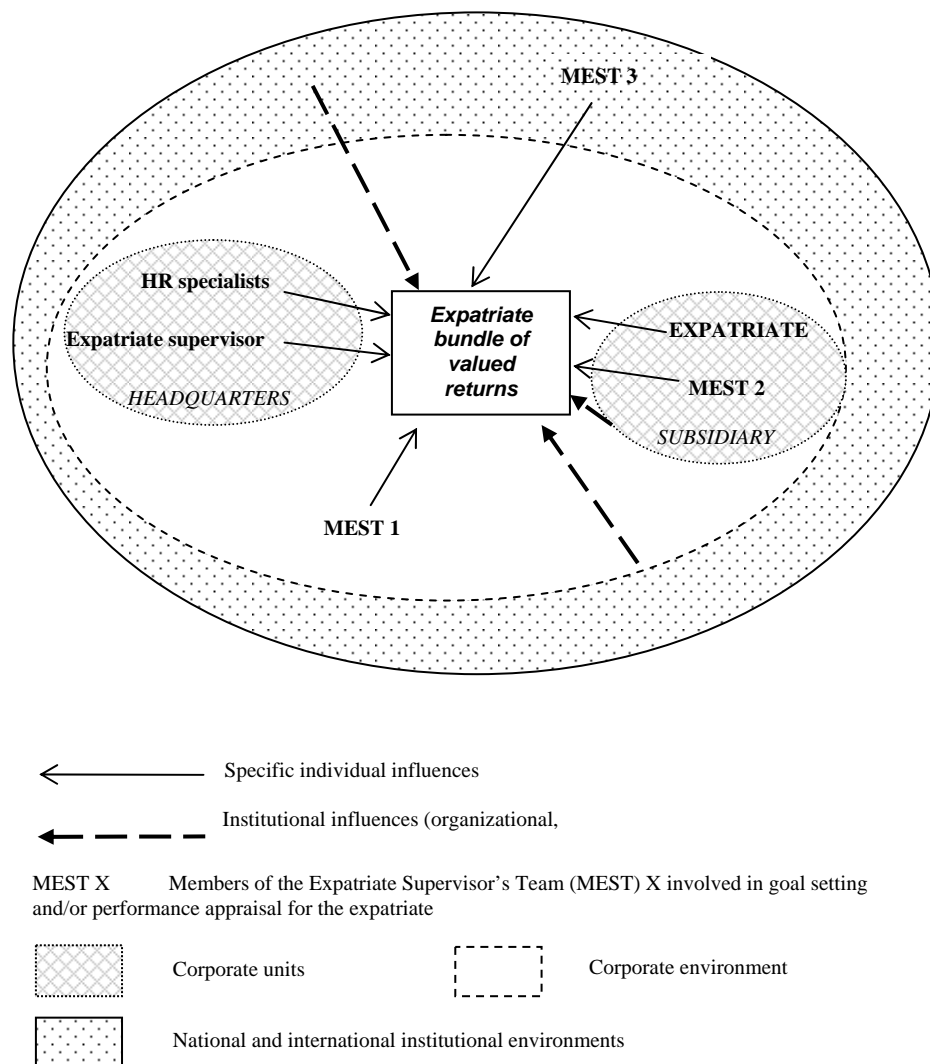 MEST 3
HR specialists
Expatriate supervisor
HEADQUARTERS
Expatriate
bundle of
valued
returns
EXPATRIATE
MEST 2
SUBSIDIARY
MEST 1
Specific individual influences
Institutional influences (organizational,
MEST X Members of the Expatriate Supervisor’s Team (MEST) X involved in goal setting
and/or performance appraisal for the expatriate
Corporate units
Corporate environment
National and international institutional environments